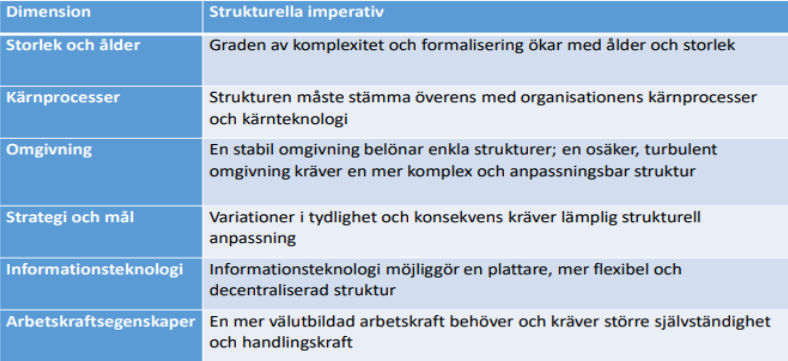 Dimension
Strukturella imperativ
Storlek och ålder
Graden av komplexitet och formalisering ökar med ålder och storlek
Kärnprocesser
Strukturen måste stämma överens med organisationens kärnprocesser
och kärnteknologi
Omgivning
En stabil omgivning belönar enkla strukturer; en osäker, turbulent
omgivning kräver en mer komplex och anpassningsbar struktur
Strategi och mål
Variationer i tydlighet och konsekvens kräver lämplig strukturell
anpassning
Informationsteknologi
Informationsteknologi möjliggör en plattare, mer flexibel och
decentraliserad struktur
Arbetskraftsegenskaper
En mer välutbildad arbetskraft behöver och kräver större självständighet
och handlingskraft